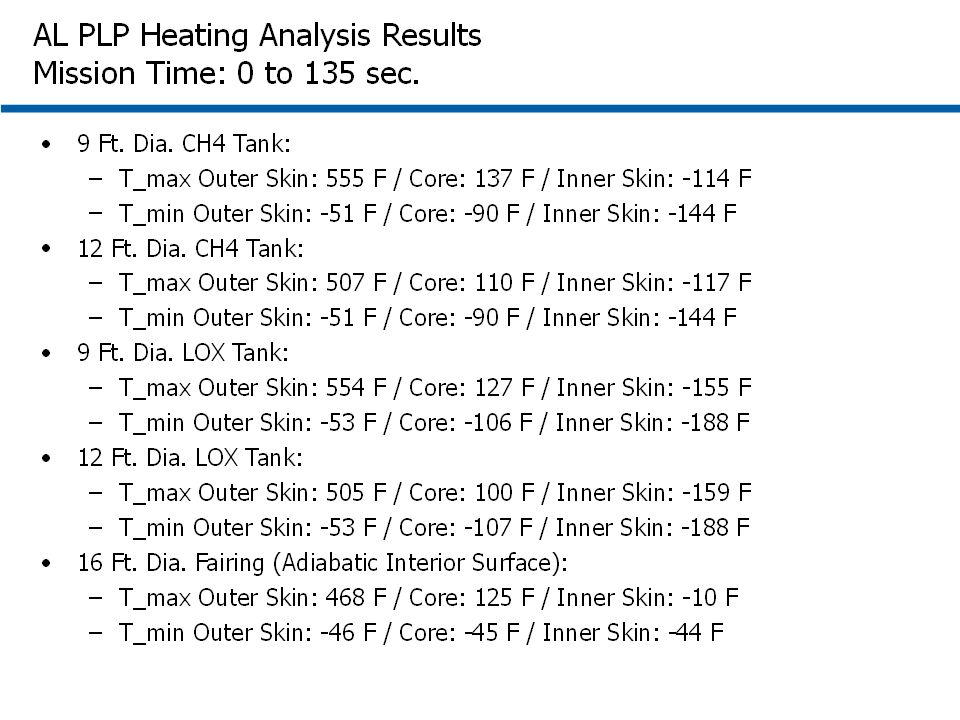 AL PLP Heating Analysis Results
Mission Time: 0 to 135 sec.
• 9 Ft. Dia. CH4 Tank:
– T_max Outer Skin: 555 F / Core: 137 F / Inner Skin: -114 F
– T_min Outer Skin: -51 F / Core: -90 F / Inner Skin: -144 F
• 12 Ft. Dia. CH4 Tank:
– T_max Outer Skin: 507 F / Core: 110 F / Inner Skin: -117 F
– T_min Outer Skin: -51 F / Core: -90 F / Inner Skin: -144 F
• 9 Ft. Dia. LOX Tank:
– T_max Outer Skin: 554 F / Core: 127 F / Inner Skin: -155 F
– T_min Outer Skin: -53 F / Core: -106 F / Inner Skin: -188 F
• 12 Ft. Dia. LOX Tank:
– T_max Outer Skin: 505 F / Core: 100 F / Inner Skin: -159 F
– T_min Outer Skin: -53 F / Core: -107 F / Inner Skin: -188 F
• 16 Ft. Dia. Fairing (Adiabatic Interior Surface):
– T_max Outer Skin: 468 F / Core: 125 F / Inner Skin: -10 F
– T_min Outer Skin: -46 F / Core: -45 F / Inner Skin: -44 F